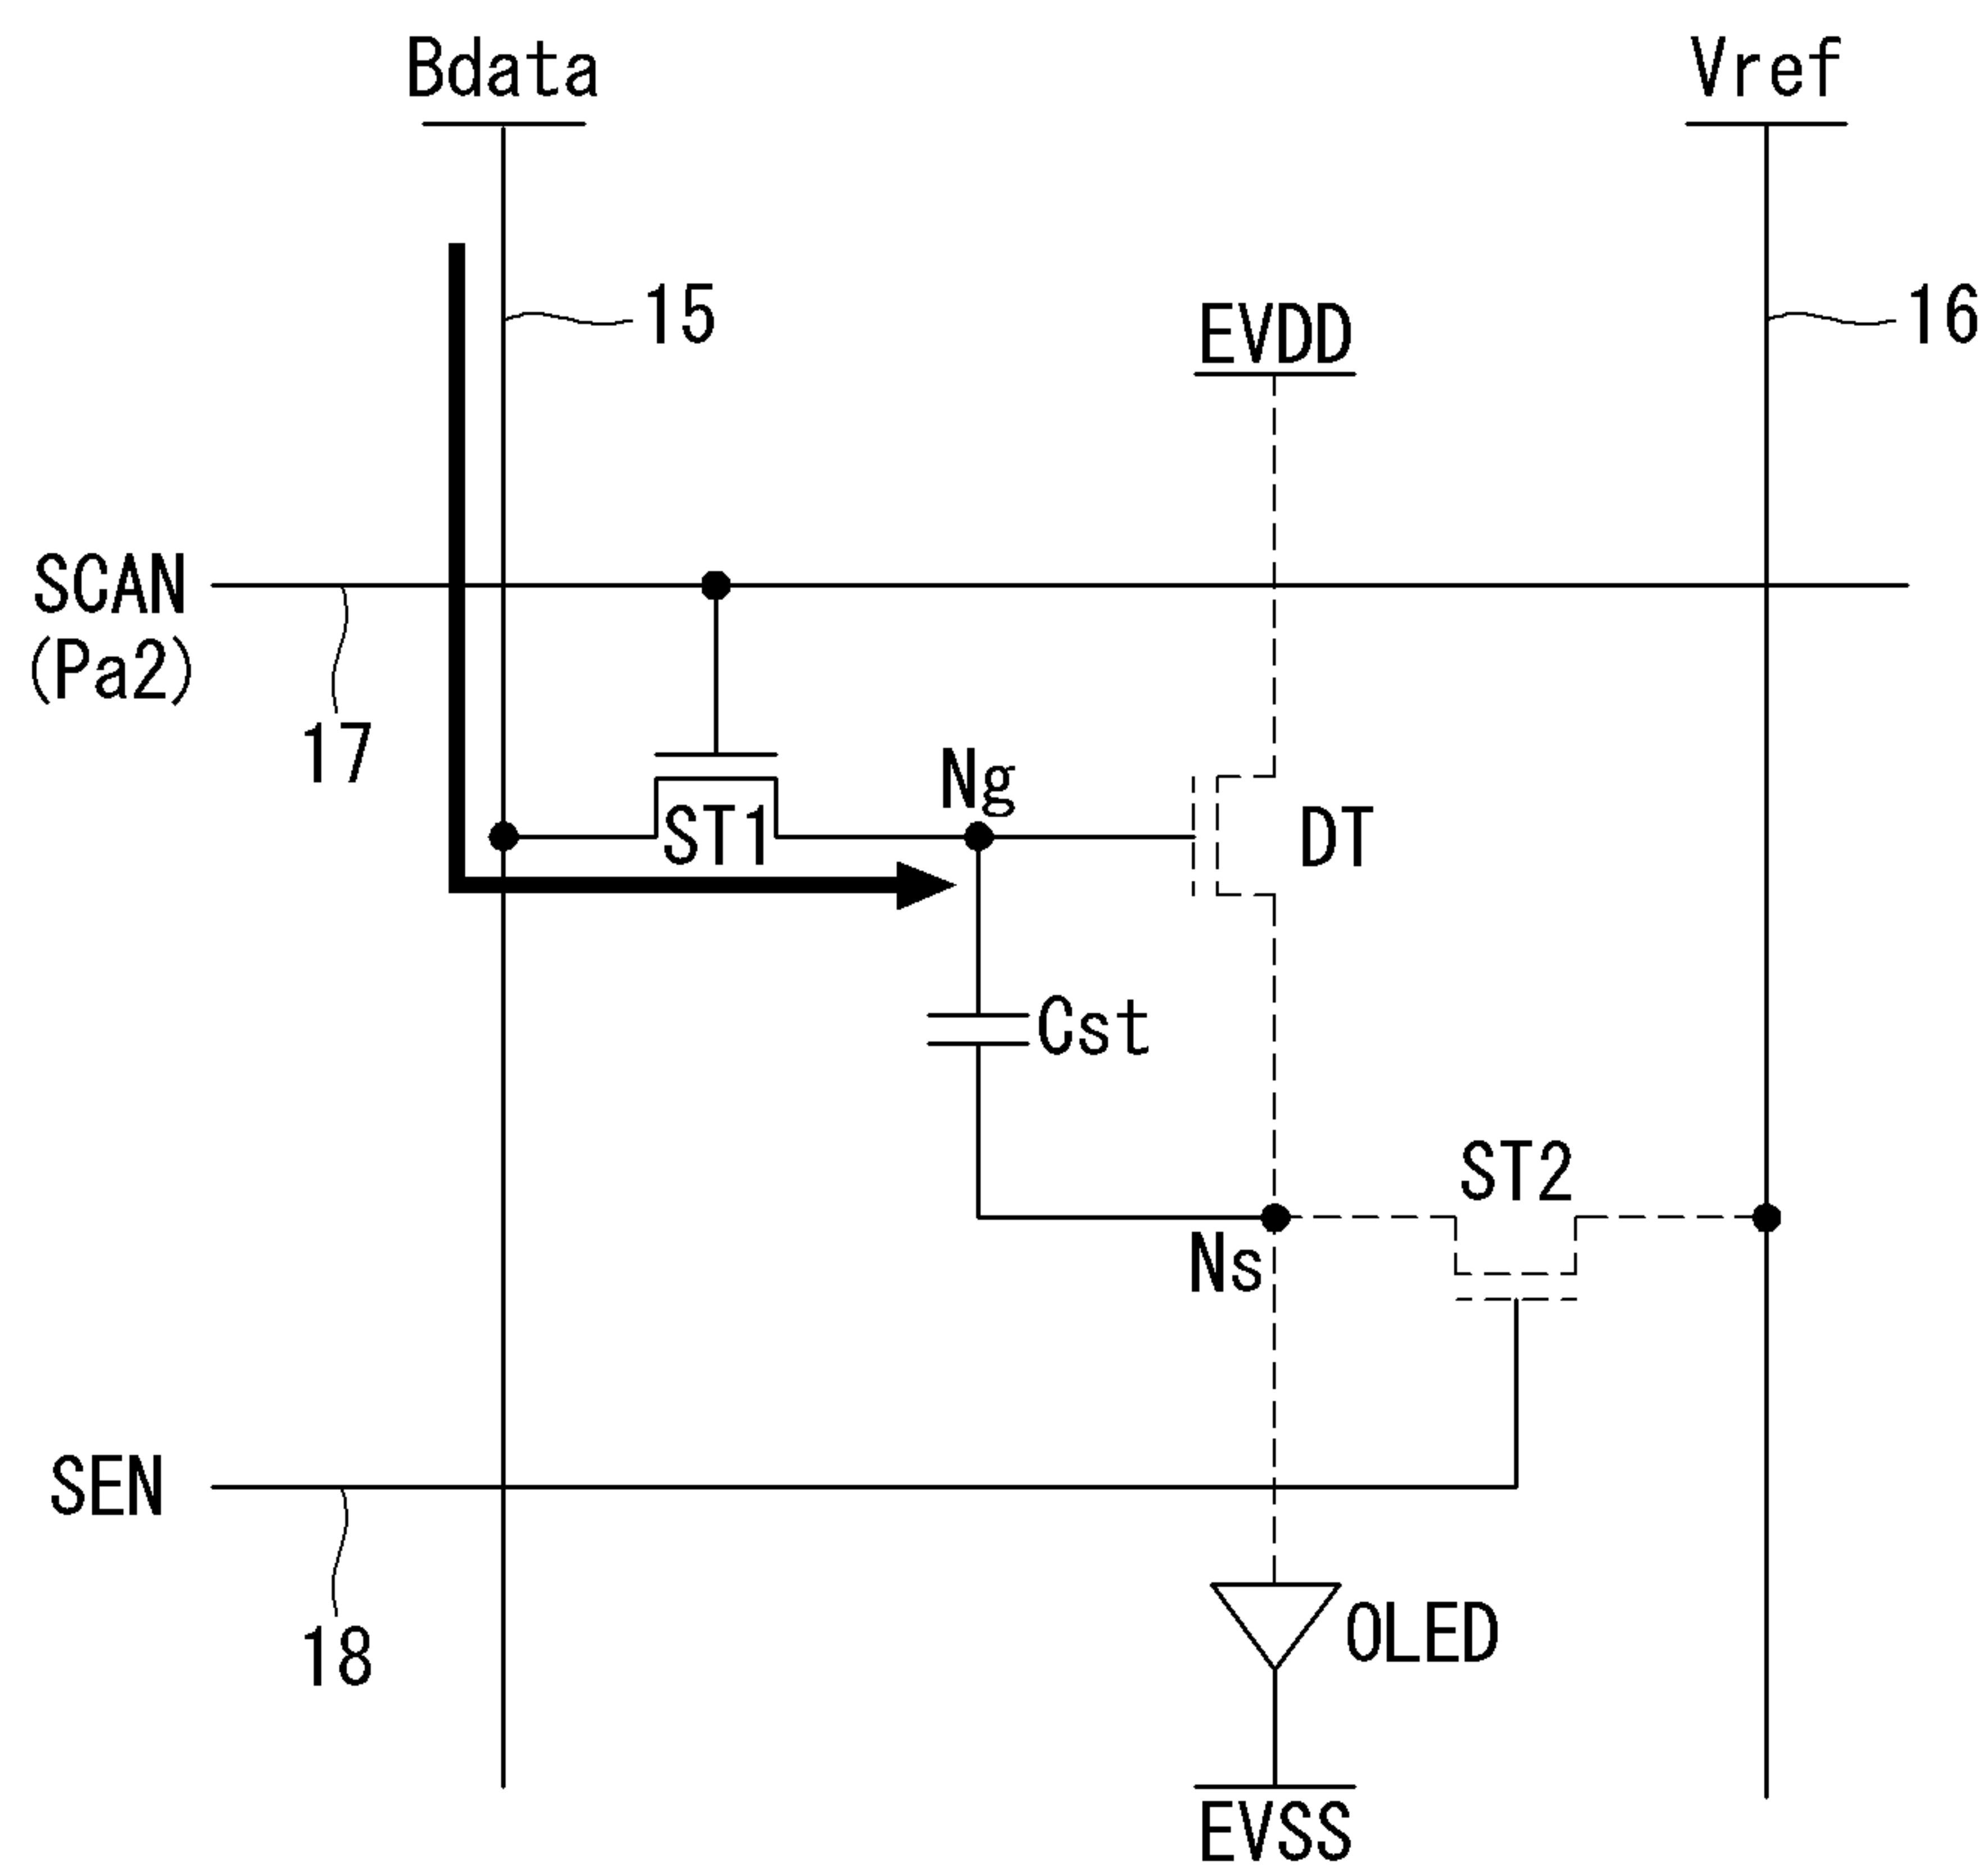 Bdata
Vref
15
16
EVDD
SCAN
(Pa2)
17
Ng
ST1
DT
Cst
ST2
Ns
SEN
18
OLED
EVSS